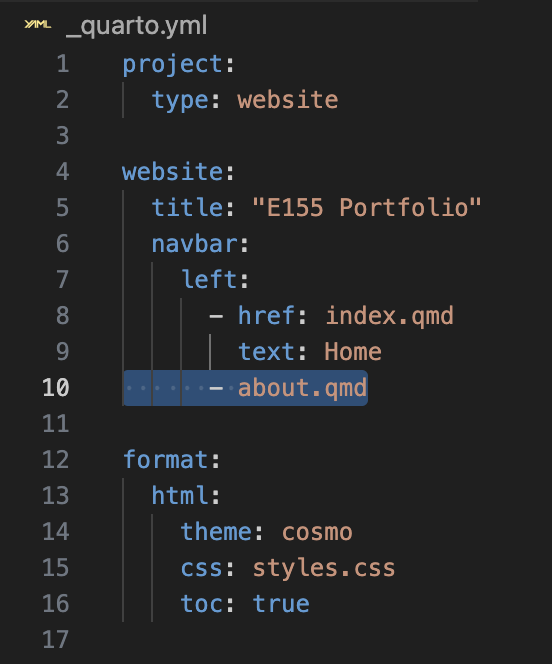 YAML _quarto.yml
1 project:
2   type: website
3
4 website:
5   title: "E155 Portfolio"
6   navbar:
7     left:
8       - href: index.qmd
9         text: Home
10       - about.qmd
11
12 format:
13   html:
14     theme: cosmo
15     css: styles.css
16     toc: true
17